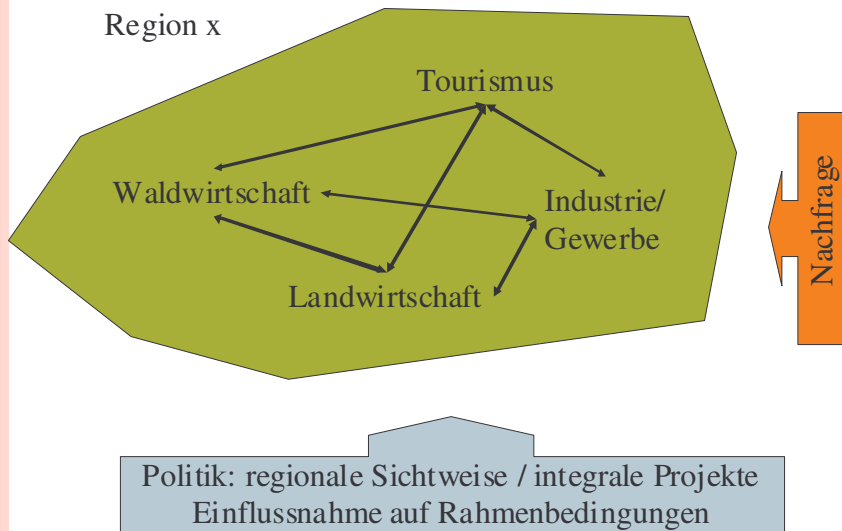 Region x
Tourismus
Waldwirtschaft
Industrie/
Gewerbe
Landwirtschaft
Nachfrage
Politik: regionale Sichtweise / integrale Projekte
Einflussnahme auf Rahmenbedingungen